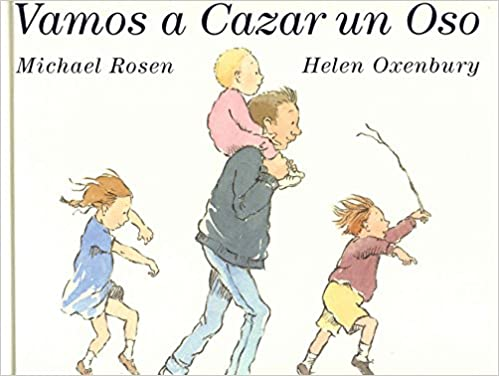 Vamos a Cazar un Oso
Michael Rosen Helen Oxenbury